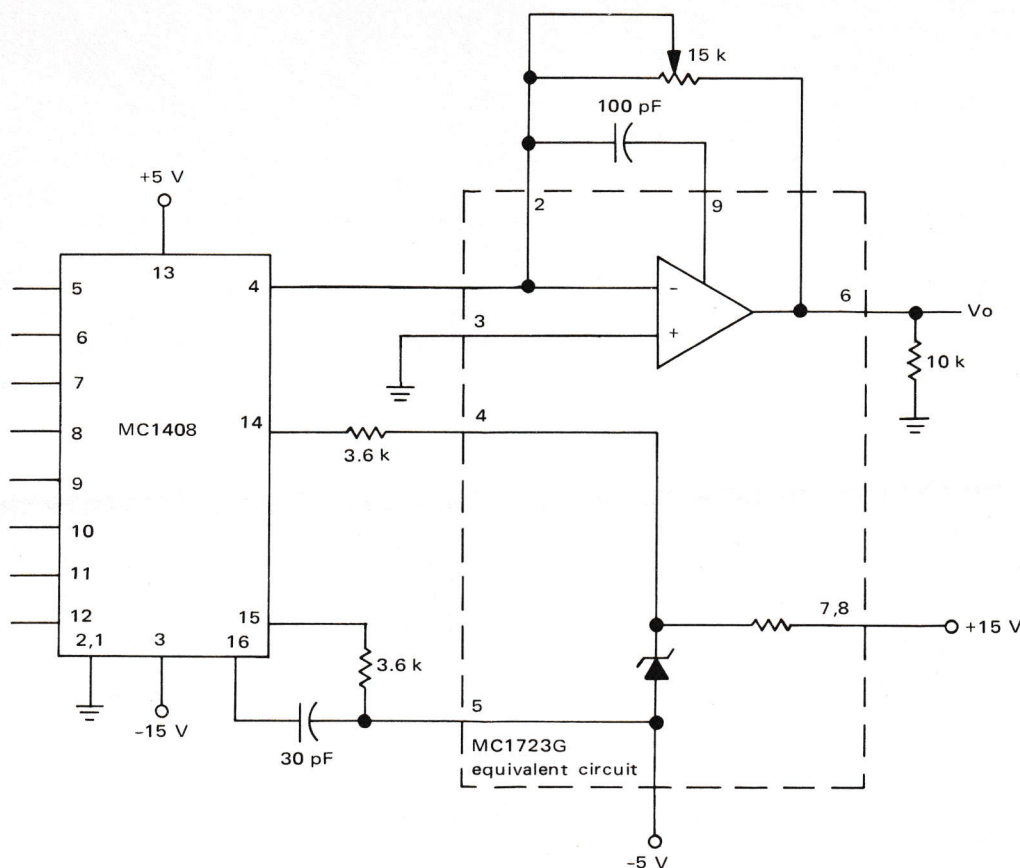 15 k
100 pF
+5 V
2
9
13
5
4
6
3
-
+
6
Vo
10 k
7
8
MC1408
14
4
3.6 k
9
10
11
12
15
7,8
+15 V
2,1
3
16
3.6 k
5
-15 V
30 pF
MC1723G
equivalent circuit
-5 V